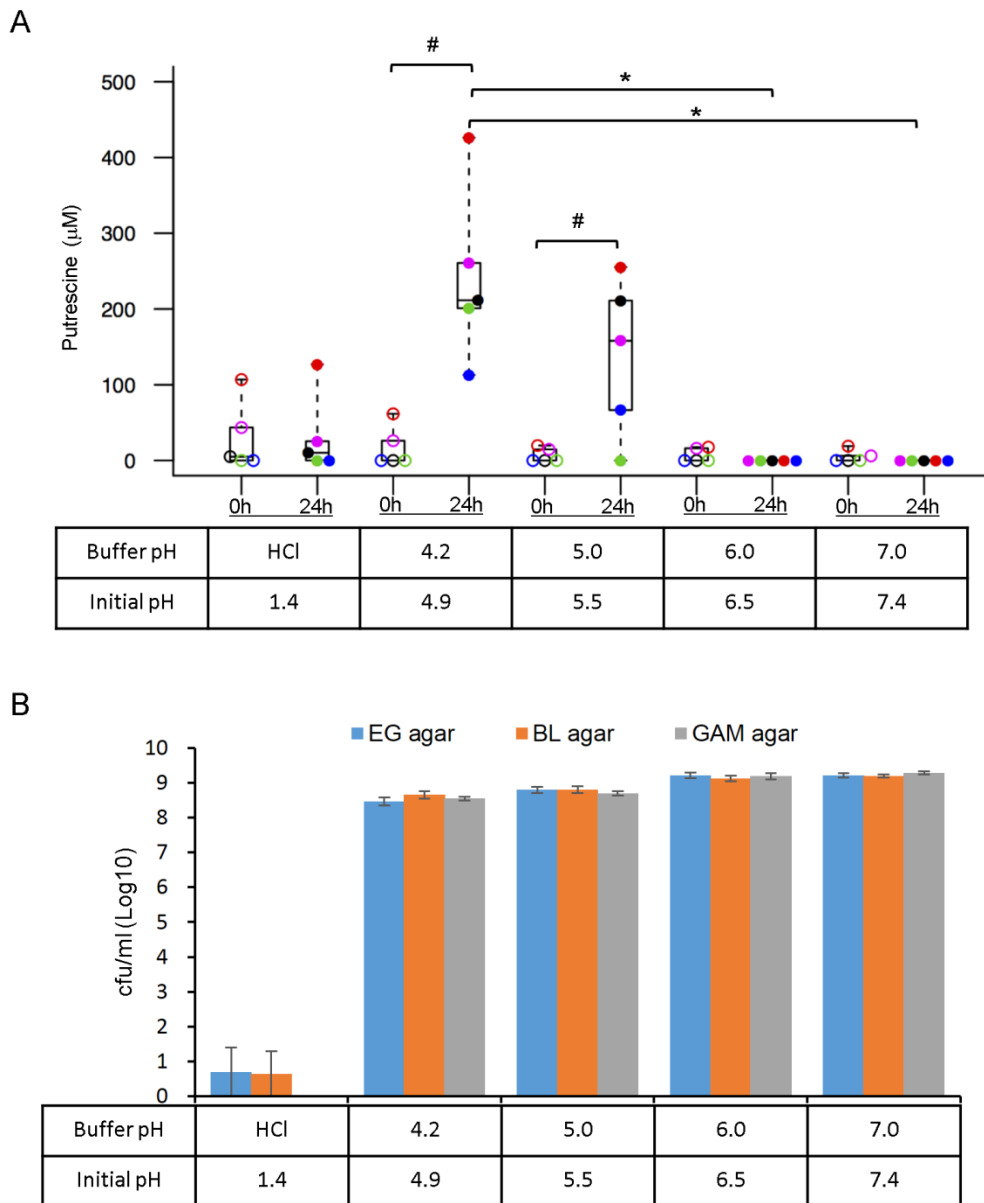 A
#
*
*
#
500
400
300
200
100
0
Putrescine (μM)
0h 24h 0h 24h 0h 24h 0h 24h 0h 24h
Buffer pH HCl 4.2 5.0 6.0 7.0
Initial pH 1.4 4.9 5.5 6.5 7.4
B
EG agar BL agar GAM agar
10
9
8
7
6
5
4
3
2
1
0
cfu/ml (Log10)
Buffer pH HCl 4.2 5.0 6.0 7.0
Initial pH 1.4 4.9 5.5 6.5 7.4